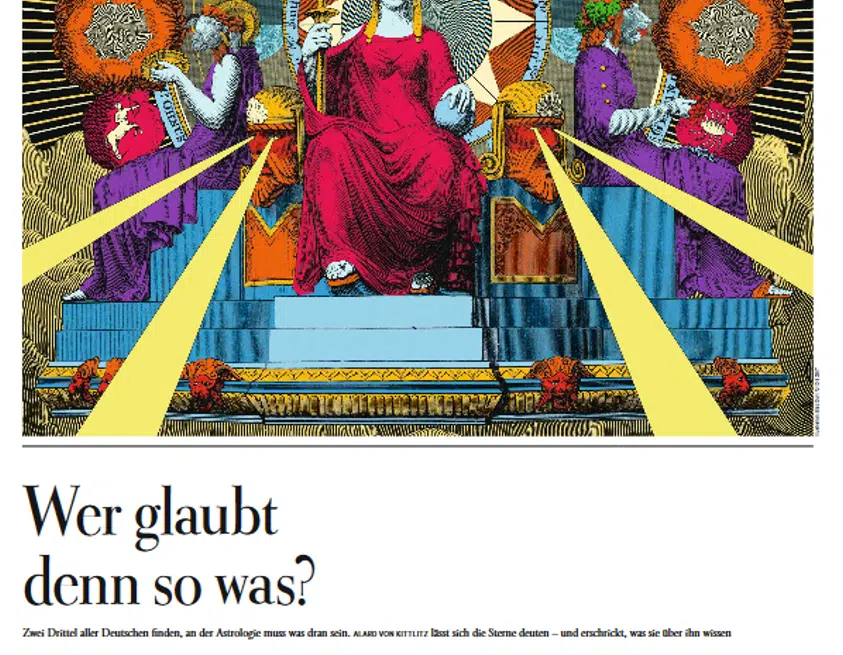 Wer glaubt
denn so was?
Zwei Drittel aller Deutschen finden, an der Astrologie muss was dran sein. ALARD VON KITTLITZ lässt sich die Sterne deuten – und erschrickt, was sie über ihn wissen